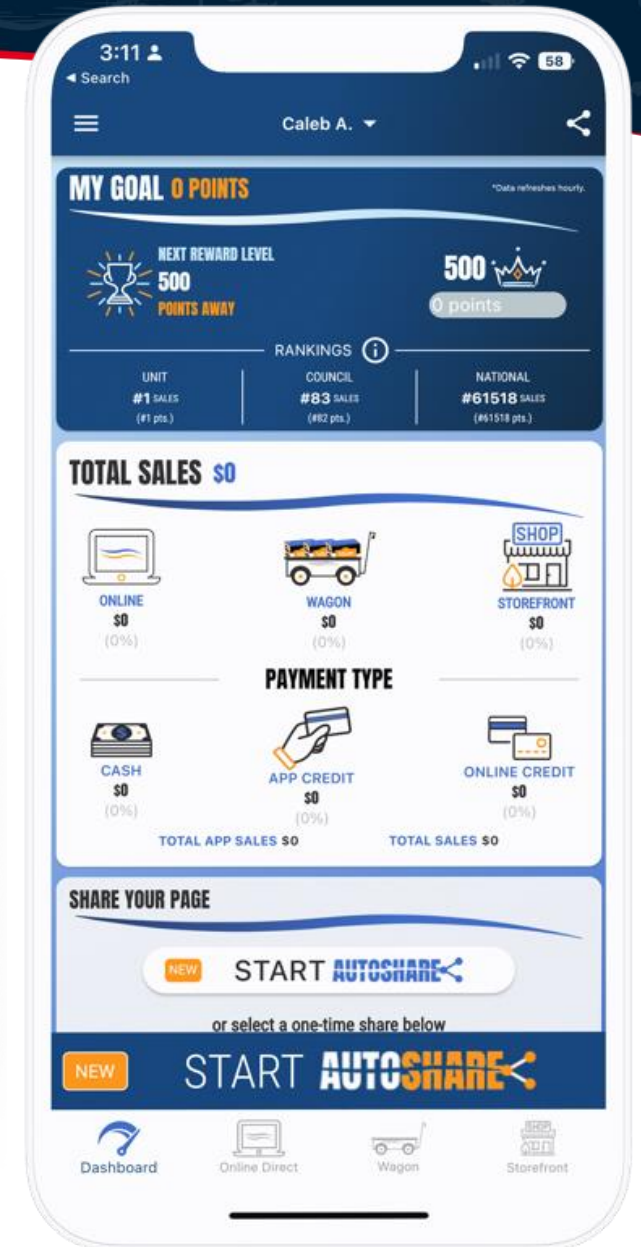 3:11
58
◀ Search
Caleb A.
MY GOAL 0 POINTS
*Data refreshes hourly.
NEXT REWARD LEVEL
500
POINTS AWAY
500
0 points
RANKINGS
UNIT
#1 SALES
(#1 pts.)
COUNCIL
#83 SALES
(#82 pts.)
NATIONAL
#61518 SALES
(#61518 pts.)
TOTAL SALES $0
ONLINE
$0
(0%)
WAGON
$0
(0%)
SHOP
STOREFRONT
$0
(0%)
PAYMENT TYPE
CASH
$0
(0%)
APP CREDIT
$0
(0%)
ONLINE CREDIT
$0
(0%)
TOTAL APP SALES $0
TOTAL SALES $0
SHARE YOUR PAGE
NEW START AUTOSHARE
or select a one-time share below
NEW START AUTOSHARE
Dashboard
Online Direct
Wagon
SHOP
Storefront